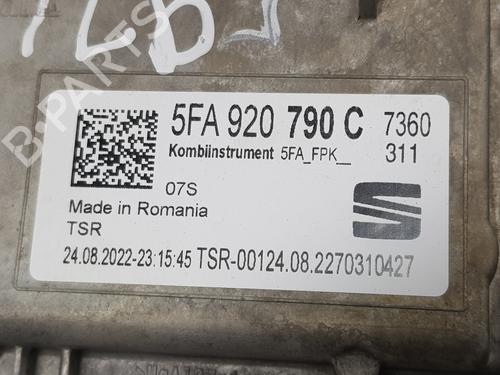 5FA 920 790 C 7360
Kombiinstrument 5FA_FPK__ 311
07S
Made in Romania
TSR
24.08.2022-23:15:45 TSR-00124.08.2270310427
B-PARTS